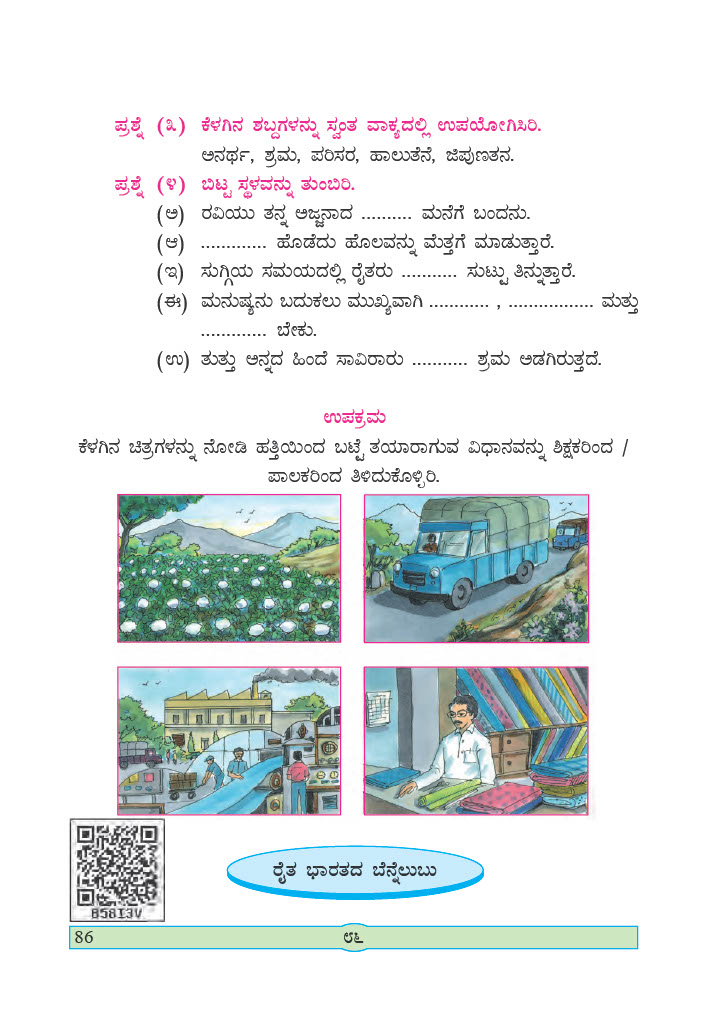 ಪ್ರಶ್ನೆ (೩) ಕೆಳಗಿನ ಶಬ್ದಗಳನ್ನು ಸ್ವಂತ ವಾಕ್ಯದಲ್ಲಿ ಉಪಯೋಗಿಸಿರಿ.
ಅನರ್ಥ, ಶ್ರಮ, ಪರಿಸರ, ಹಾಲುತೆನೆ, ಜಿಪುಣತನ.
ಪ್ರಶ್ನೆ (೪) ಬಿಟ್ಟ ಸ್ಥಳವನ್ನು ತುಂಬಿರಿ.
(ಅ) ರವಿಯು ತನ್ನ ಅಜ್ಜನಾದ .......... ಮನೆಗೆ ಬಂದನು.
(ಆ) ............. ಹೊಡೆದು ಹೊಲವನ್ನು ಮೆತ್ತಗೆ ಮಾಡುತ್ತಾರೆ.
(ಇ) ಸುಗ್ಗಿಯ ಸಮಯದಲ್ಲಿ ರೈತರು ........... ಸುಟ್ಟು ತಿನ್ನುತ್ತಾರೆ.
(ಈ) ಮನುಷ್ಯನು ಬದುಕಲು ಮುಖ್ಯವಾಗಿ ............ , ................. ಮತ್ತು
............. ಬೇಕು.
(ಉ) ತುತ್ತು ಅನ್ನದ ಹಿಂದೆ ಸಾವಿರಾರು ........... ಶ್ರಮ ಅಡಗಿರುತ್ತದೆ.
ಉಪಕ್ರಮ
ಕೆಳಗಿನ ಚಿತ್ರಗಳನ್ನು ನೋಡಿ ಹತ್ತಿಯಿಂದ ಬಟ್ಟೆ ತಯಾರಾಗುವ ವಿಧಾನವನ್ನು ಶಿಕ್ಷಕರಿಂದ /
ಪಾಲಕರಿಂದ ತಿಳಿದುಕೊಳ್ಳಿರಿ.
B58I3V
ರೈತ ಭಾರತದ ಬೆನ್ನೆಲುಬು
86 ೮೬